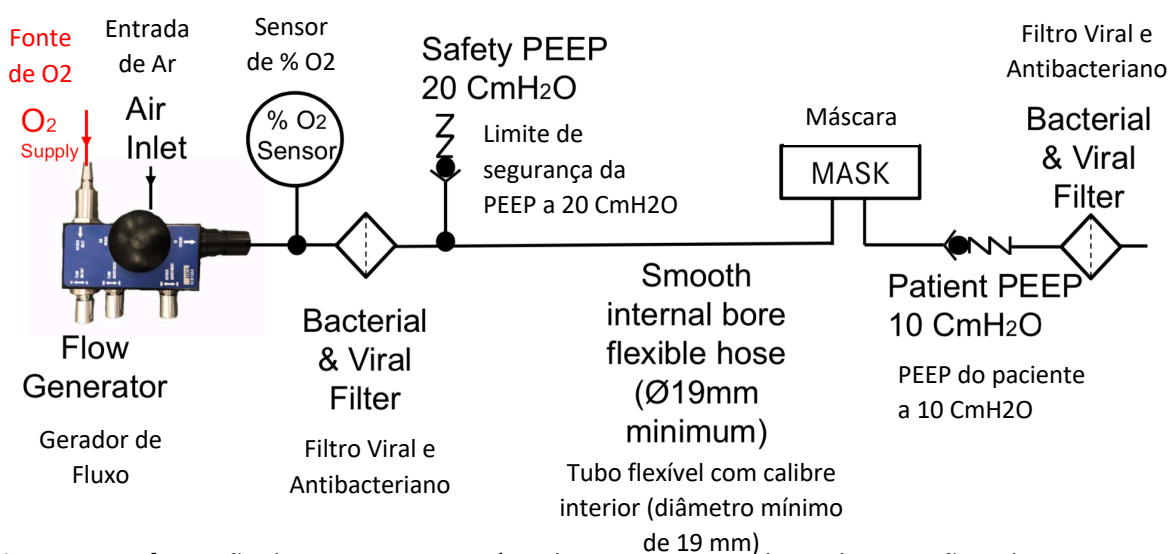 Fonte
de O2
O2
Supply
Entrada
de Ar
Air
Inlet
Sensor
de % O2
% O2
Sensor
Safety PEEP
20 CmH2O
Limite de
segurança da
PEEP a 20 CmH2O
Máscara
MASK
Filtro Viral e
Antibacteriano
Bacterial
& Viral
Filter
Flow
Generator
Gerador de
Fluxo
Bacterial
& Viral
Filter
Filtro Viral e
Antibacteriano
Smooth
internal bore
flexible hose
(Ø19mm
minimum)
Tubo flexível com calibre
interior (diâmetro mínimo
de 19 mm)
Patient PEEP
10 CmH2O
PEEP do paciente
a 10 CmH2O